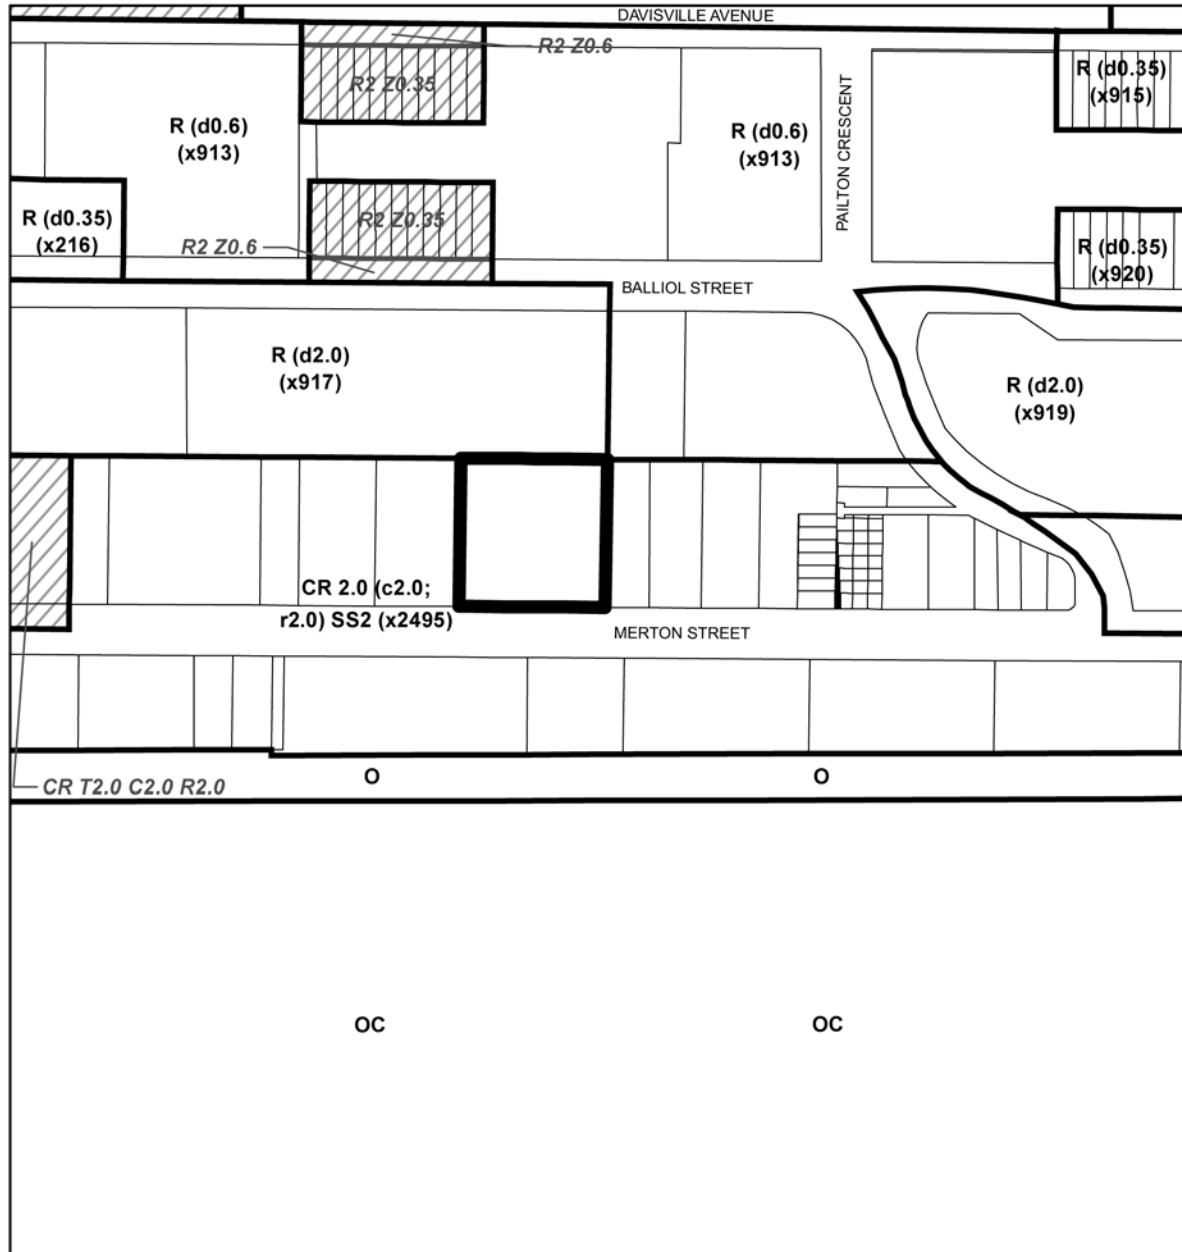 DAVISVILLE AVENUE
R2 Z0.6
R2 Z0.35
R (d0.35)
(x915)
R (d0.6)
(x913)
R (d0.6)
(x913)
PAILTON CRESCENT
R (d0.35)
(x216)
R2 Z0.35
R2 Z0.6
R (d0.35)
(x920)
BALLIOL STREET
R (d2.0)
(x917)
R (d2.0)
(x919)
CR 2.0 (c2.0;
r2.0) SS2 (x2495)
MERTON STREET
O
O
CR T2.0 C2.0 R2.0
OC
OC